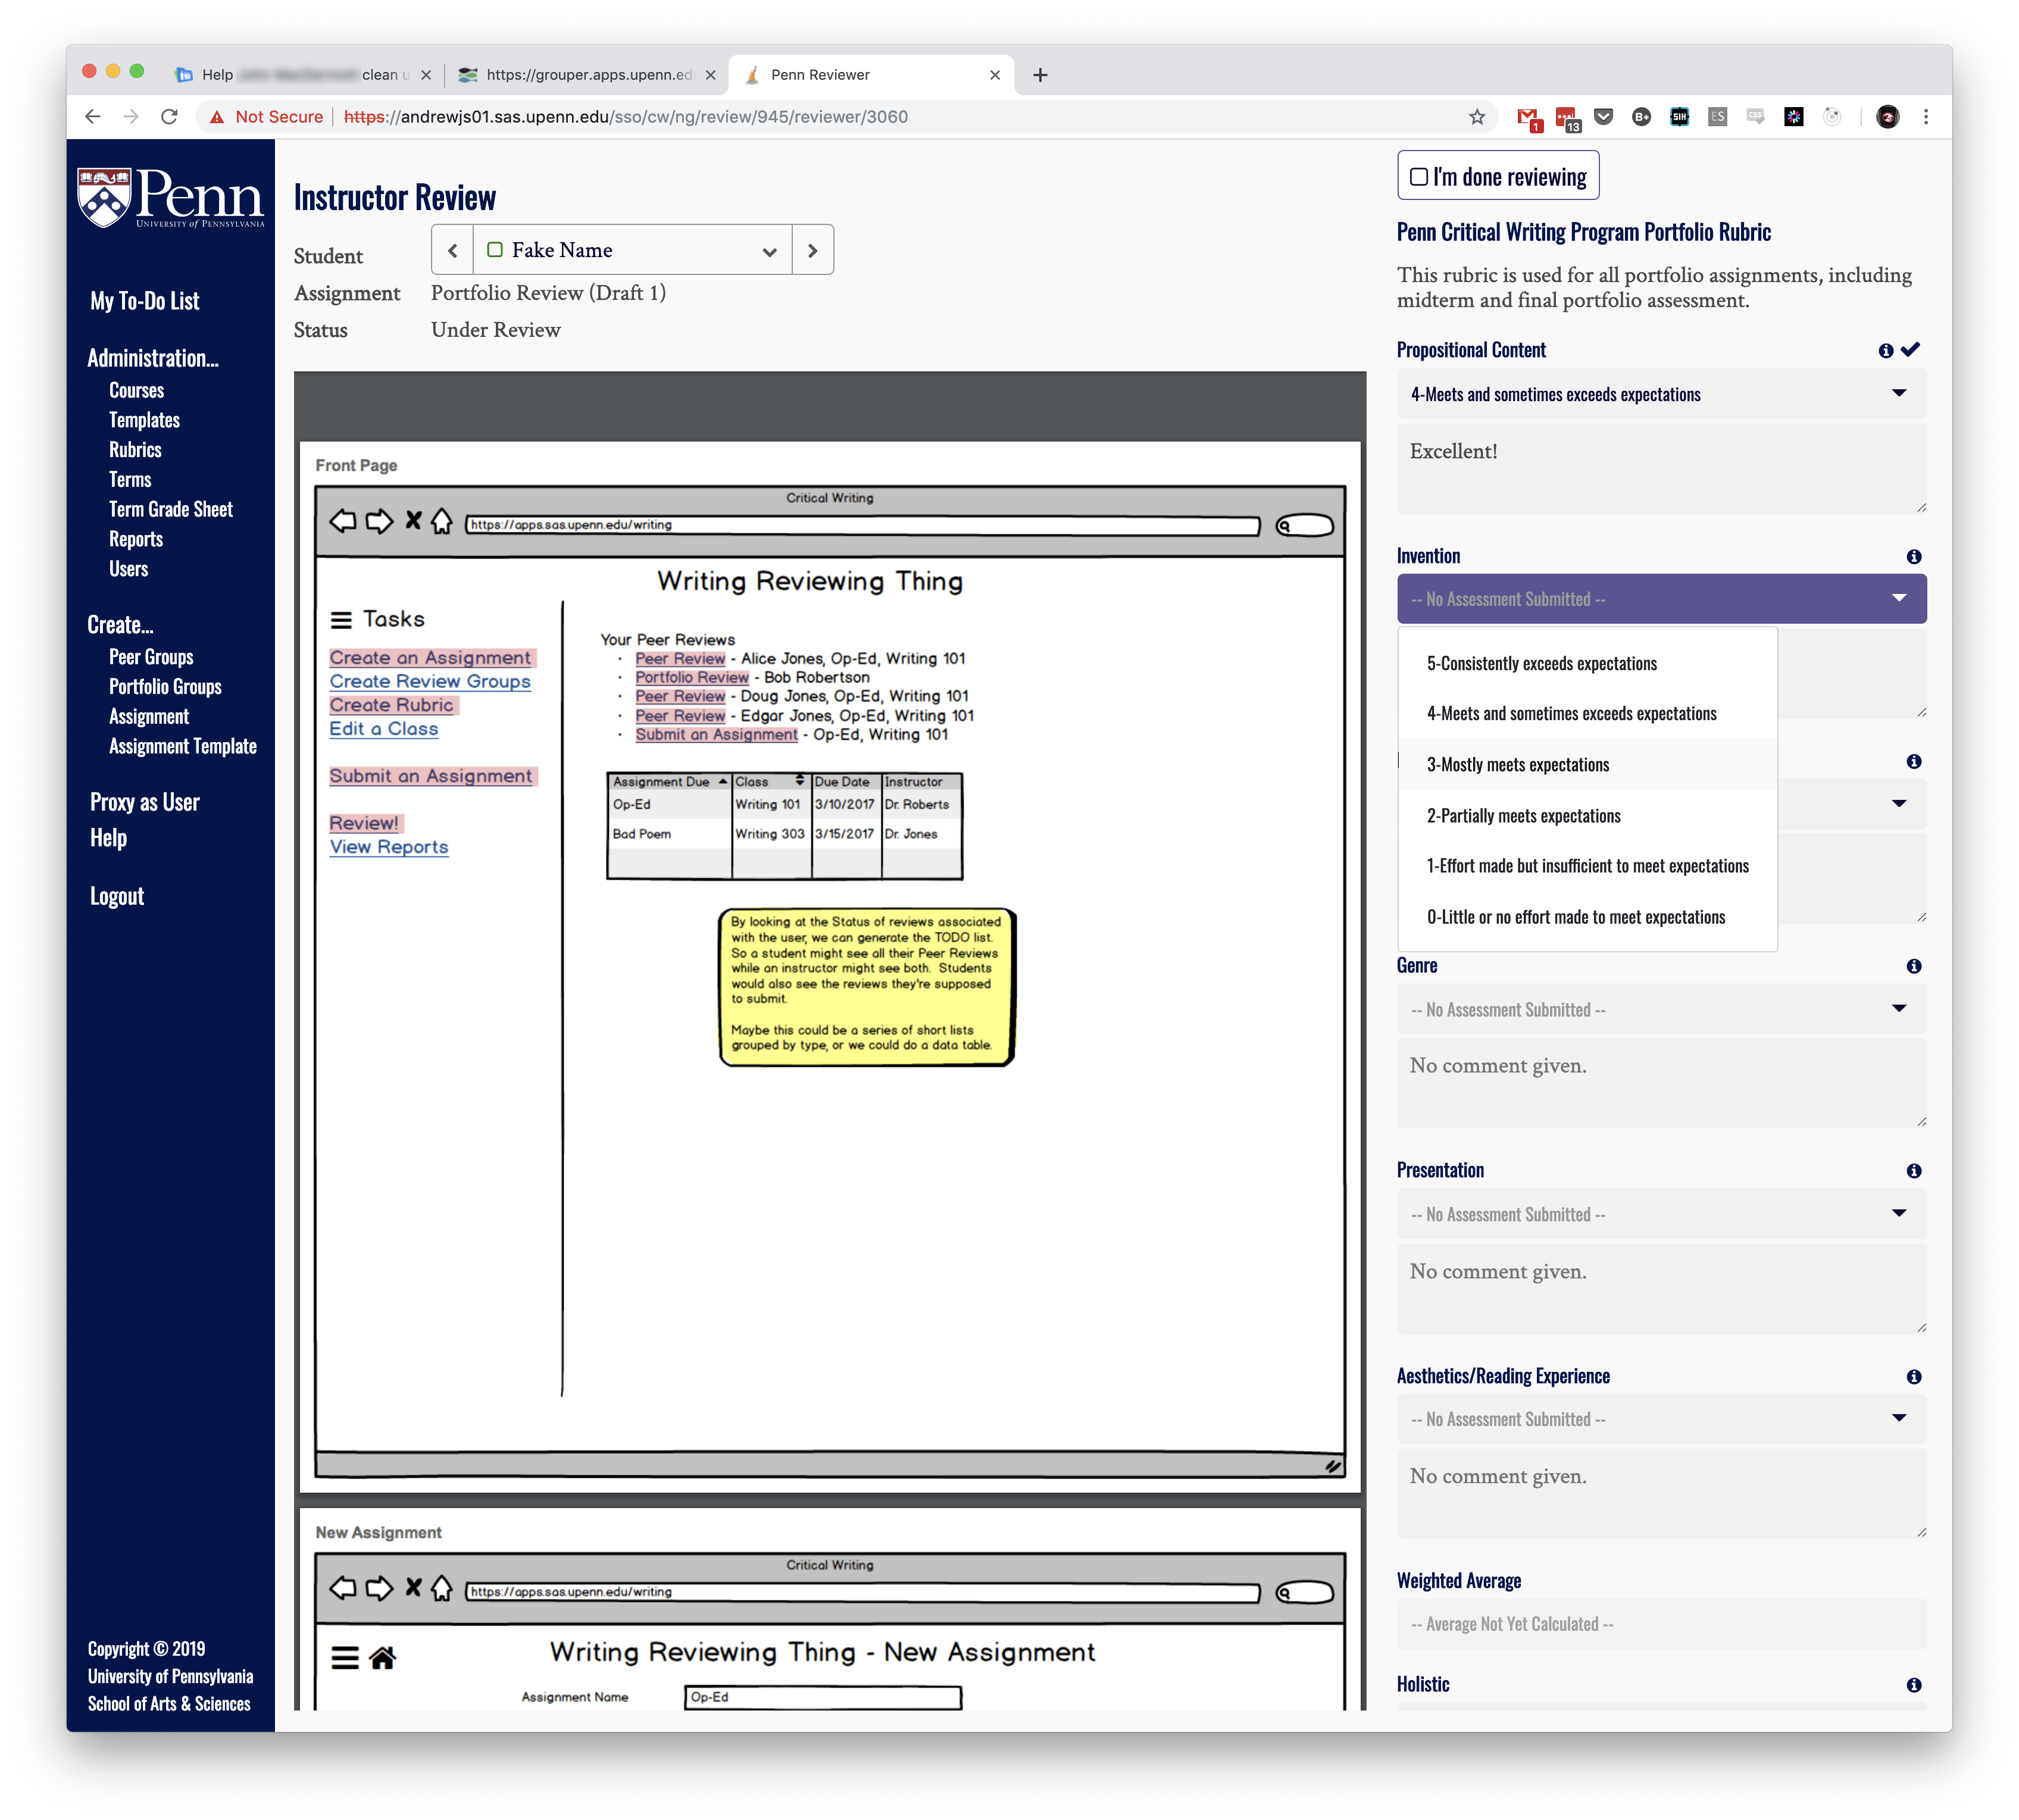 Help clean u
https://grouper.apps.upenn.ed
Penn Reviewer
Not Secure
https://andrewjs01.sas.upenn.edu/sso/cw/ng/review/945/reviewer/3060
1
13
B+
SIH
ES
CSS
Penn
UNIVERSITY of PENNSYLVANIA
My To-Do List
Administration...
Courses
Templates
Rubrics
Terms
Term Grade Sheet
Reports
Users
Create...
Peer Groups
Portfolio Groups
Assignment
Assignment Template
Proxy as User
Help
Logout
Copyright © 2019
University of Pennsylvania
School of Arts & Sciences
Instructor Review
Student
Fake Name
Assignment Portfolio Review (Draft 1)
Status Under Review
Front Page
Critical Writing
https://apps.sas.upenn.edu/writing
Writing Reviewing Thing
Tasks
Create an Assignment
Create Review Groups
Create Rubric
Edit a Class
Submit an Assignment
Review!
View Reports
Your Peer Reviews
· Peer Review - Alice Jones, Op-Ed, Writing 101
· Portfolio Review - Bob Robertson
· Peer Review - Doug Jones, Op-Ed, Writing 101
· Peer Review - Edgar Jones, Op-Ed, Writing 101
· Submit an Assignment - Op-Ed, Writing 101
Assignment Due Class Due Date Instructor
Op-Ed Writing 101 3/10/2017 Dr. Roberts
Bad Poem Writing 303 3/15/2017 Dr. Jones
By looking at the Status of reviews associated
with the user, we can generate the TODO list.
So a student might see all their Peer Reviews
while an instructor might see both. Students
would also see the reviews they're supposed
to submit.
Maybe this could be a series of short lists
grouped by type, or we could do a data table.
New Assignment
Critical Writing
https://apps.sas.upenn.edu/writing
Writing Reviewing Thing - New Assignment
Assignment Name Op-Ed
I'm done reviewing
Penn Critical Writing Program Portfolio Rubric
This rubric is used for all portfolio assignments, including
midterm and final portfolio assessment.
Propositional Content
4-Meets and sometimes exceeds expectations
Excellent!
Invention
-- No Assessment Submitted --
5-Consistently exceeds expectations
4-Meets and sometimes exceeds expectations
3-Mostly meets expectations
2-Partially meets expectations
1-Effort made but insufficient to meet expectations
0-Little or no effort made to meet expectations
Genre
-- No Assessment Submitted --
No comment given.
Presentation
-- No Assessment Submitted --
No comment given.
Aesthetics/Reading Experience
-- No Assessment Submitted --
No comment given.
Weighted Average
-- Average Not Yet Calculated --
Holistic